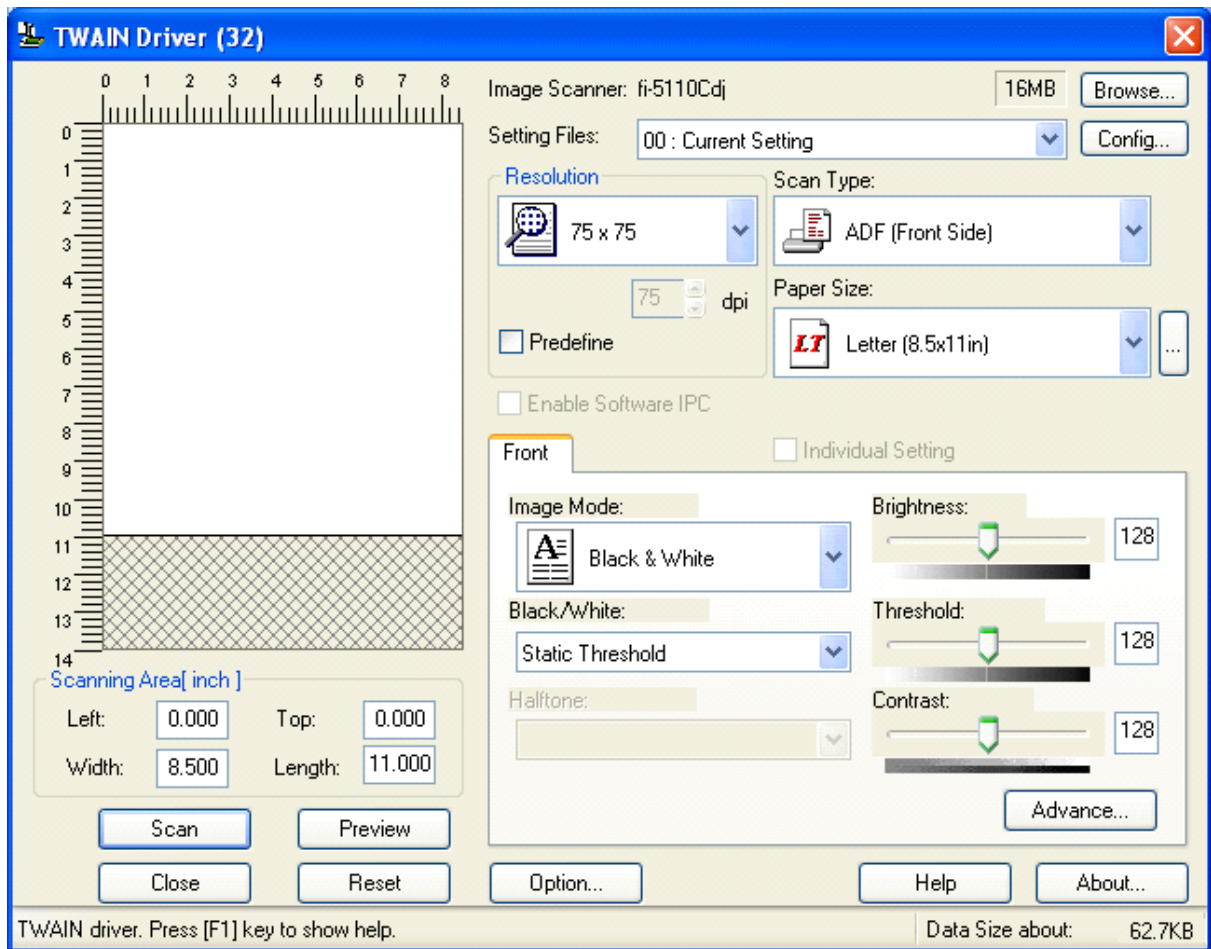 TWAIN Driver (32)
0 1 2 3 4 5 6 7 8
0
1
2
3
4
5
6
7
8
9
10
11
12
13
14
Image Scanner: fi-5110Cdj
16MB
Browse...
Setting Files:
00 : Current Setting
Config...
Resolution
75 x 75
75 dpi
Predefine
Scan Type:
ADF (Front Side)
Paper Size:
LT Letter (8.5x11in)
...
Enable Software IPC
Front
Individual Setting
Image Mode:
A Black & White
Black/White:
Static Threshold
Halftone:
Brightness:
128
Threshold:
128
Contrast:
128
Advance...
Scanning Area[ inch ]
Left: 0.000 Top: 0.000
Width: 8.500 Length: 11.000
Scan Preview
Close Reset
Option... Help About...
TWAIN driver. Press [F1] key to show help. Data Size about: 62.7KB